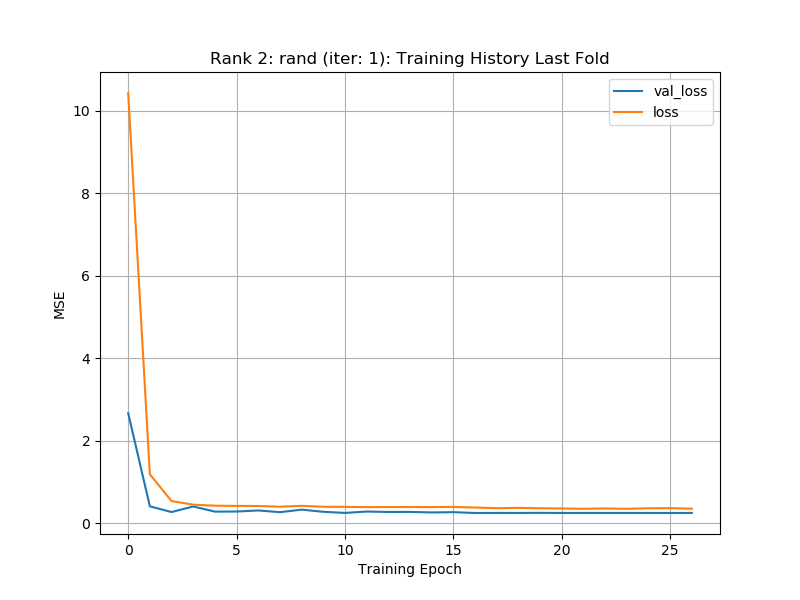 Rank 2: rand (iter: 1): Training History Last Fold
val_loss
loss
10
8
6
4
2
0
MSE
0 5 10 15 20 25
Training Epoch